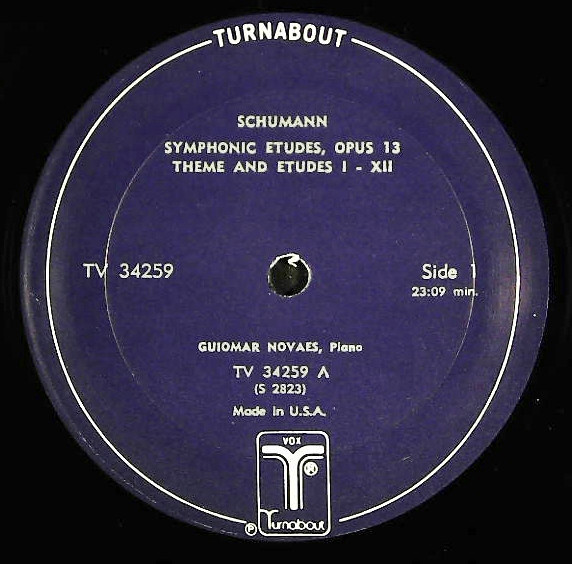 TURNABOUT
SCHUMANN
SYMPHONIC ETUDES, OPUS 13
THEME AND ETUDES I - XII
TV 34259
Side 1
23:09 min.
GUIOMAR NOVAES, Piano
TV 34259 A
(S 2823)
Made in U.S.A.
VOX
T®
℗ Turnabout